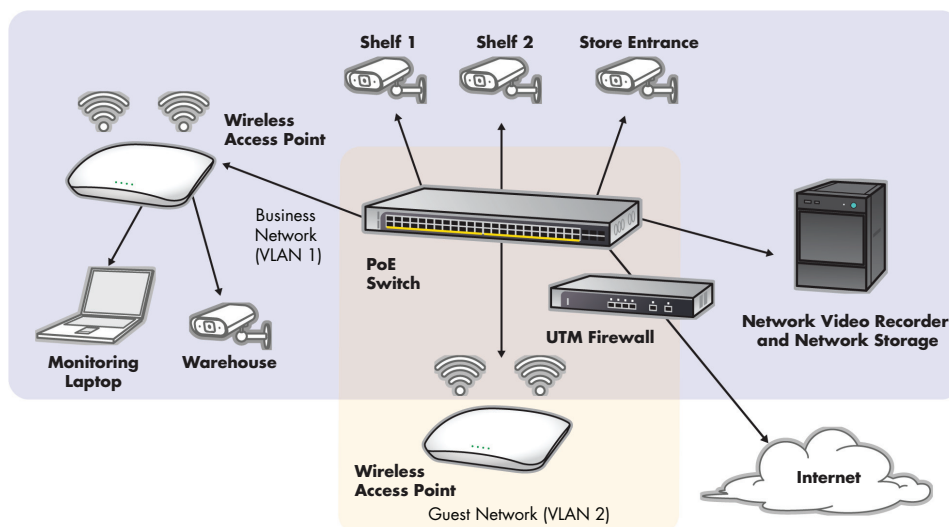 Shelf 1
Shelf 2
Store Entrance
Wireless
Access Point
Business
Network
(VLAN 1)
PoE
Switch
UTM Firewall
Network Video Recorder
and Network Storage
Monitoring
Laptop
Warehouse
Wireless
Access Point
Internet
Guest Network (VLAN 2)